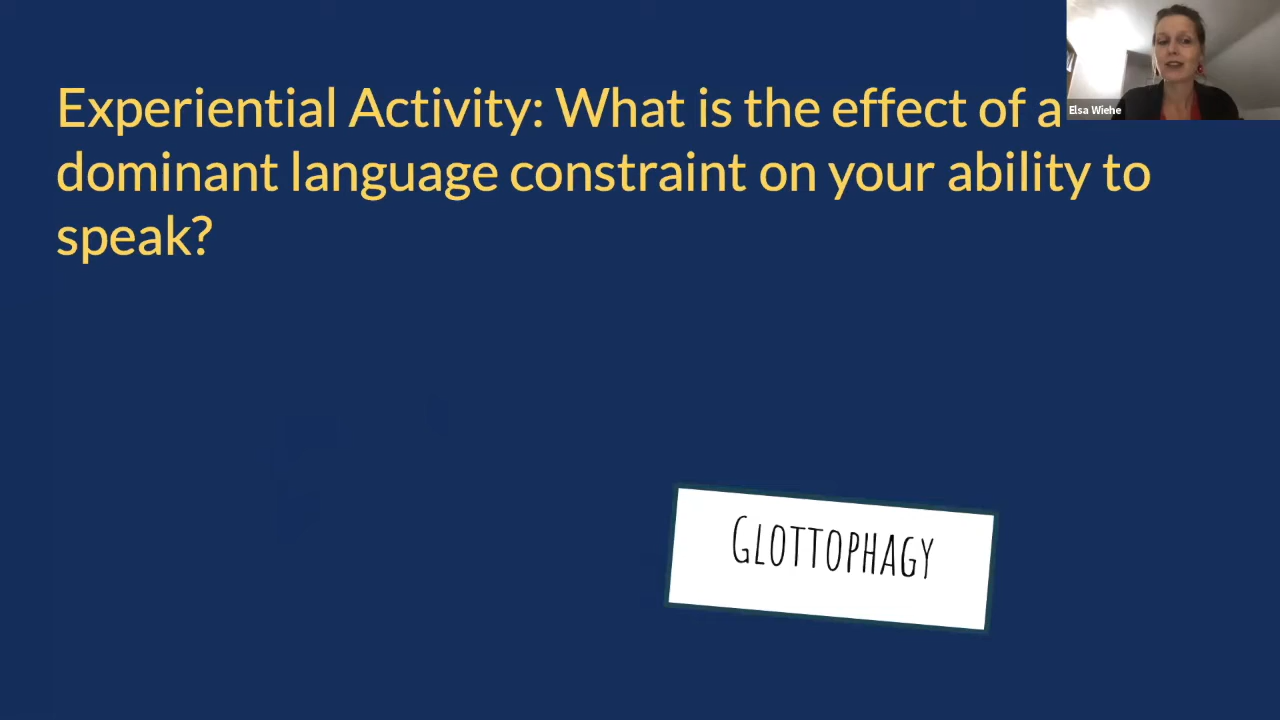 Experiential Activity: What is the effect of a
dominant language constraint on your ability to
speak?
Elsa Wiehe
GLOTTOPHAGY